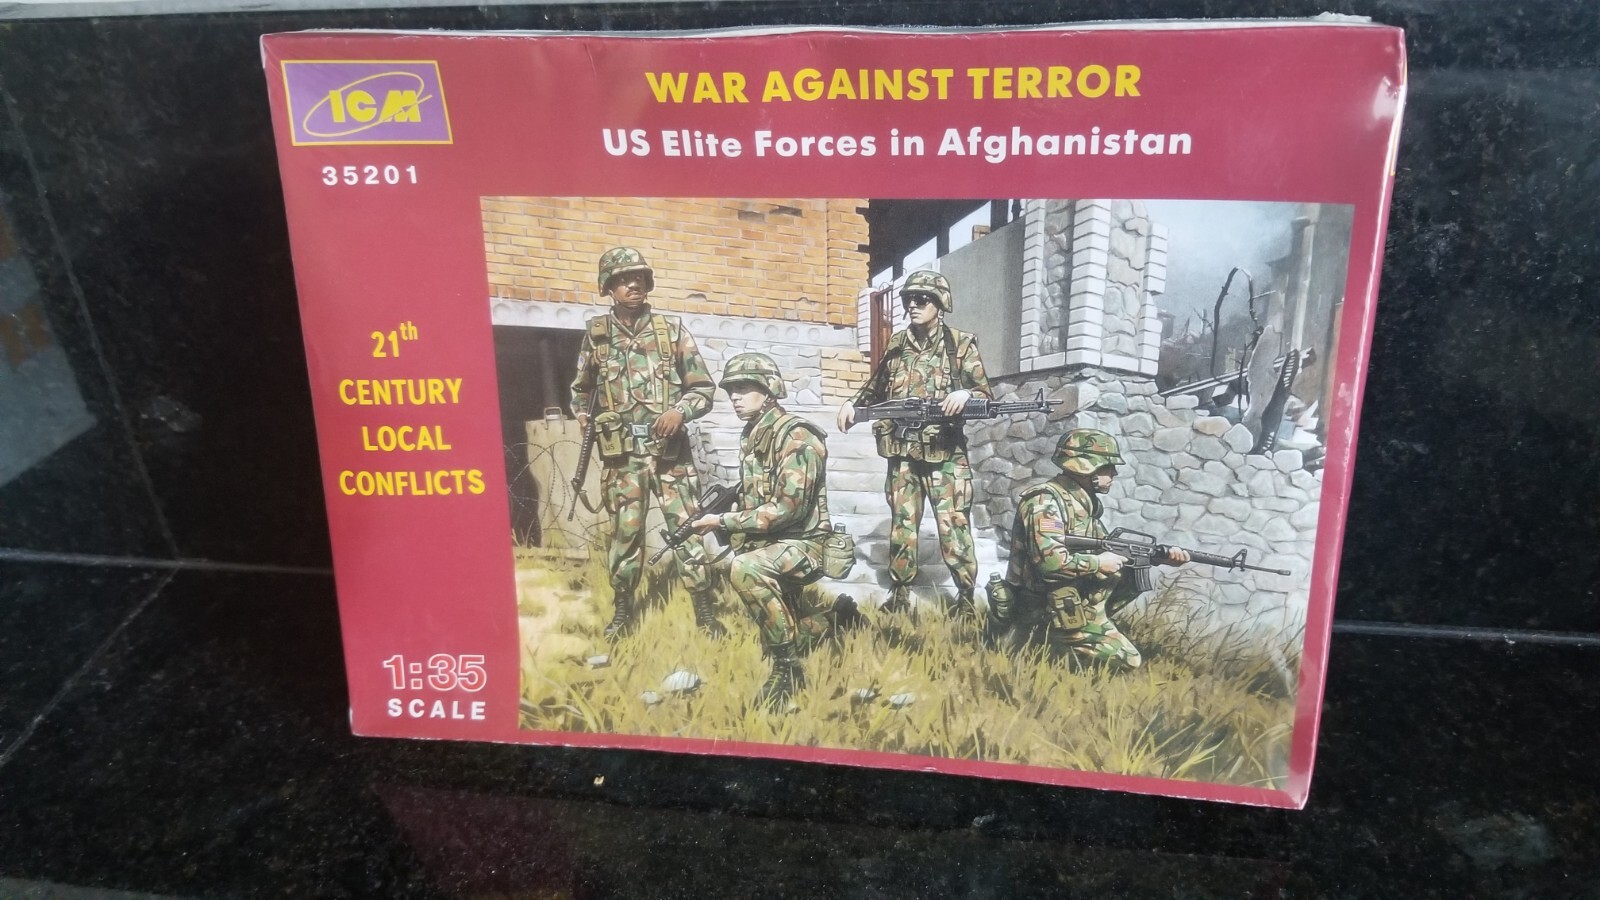 ICM
35201
WAR AGAINST TERROR
US Elite Forces in Afghanistan
21th
CENTURY
LOCAL
CONFLICTS
1:35
SCALE